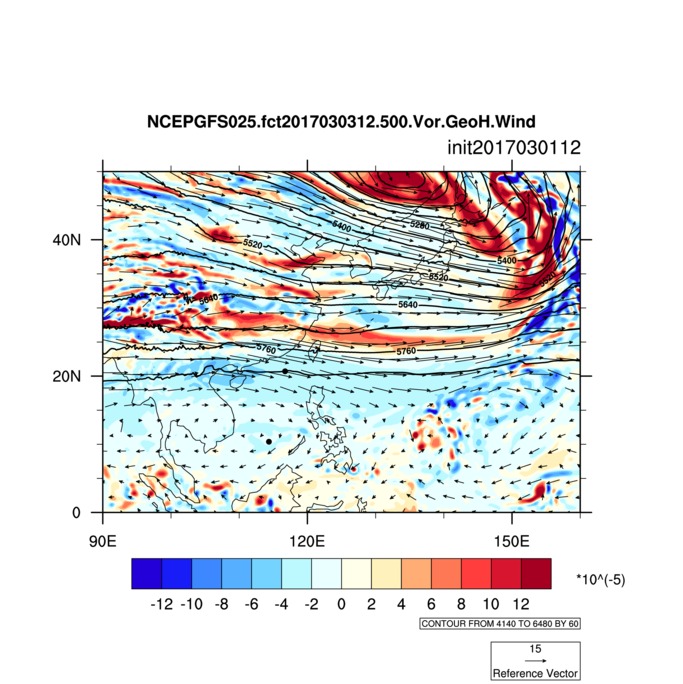 NCEPGFS025.fct2017030312.500.Vor.GeoH.Wind
init2017030112
40N
20N
0
90E 120E 150E
5400 5280
5520
5400
5520
5640
5640
5760
5760
-12 -10 -8 -6 -4 -2 0 2 4 6 8 10 12
*10^(-5)
CONTOUR FROM 4140 TO 6480 BY 60
15
Reference Vector